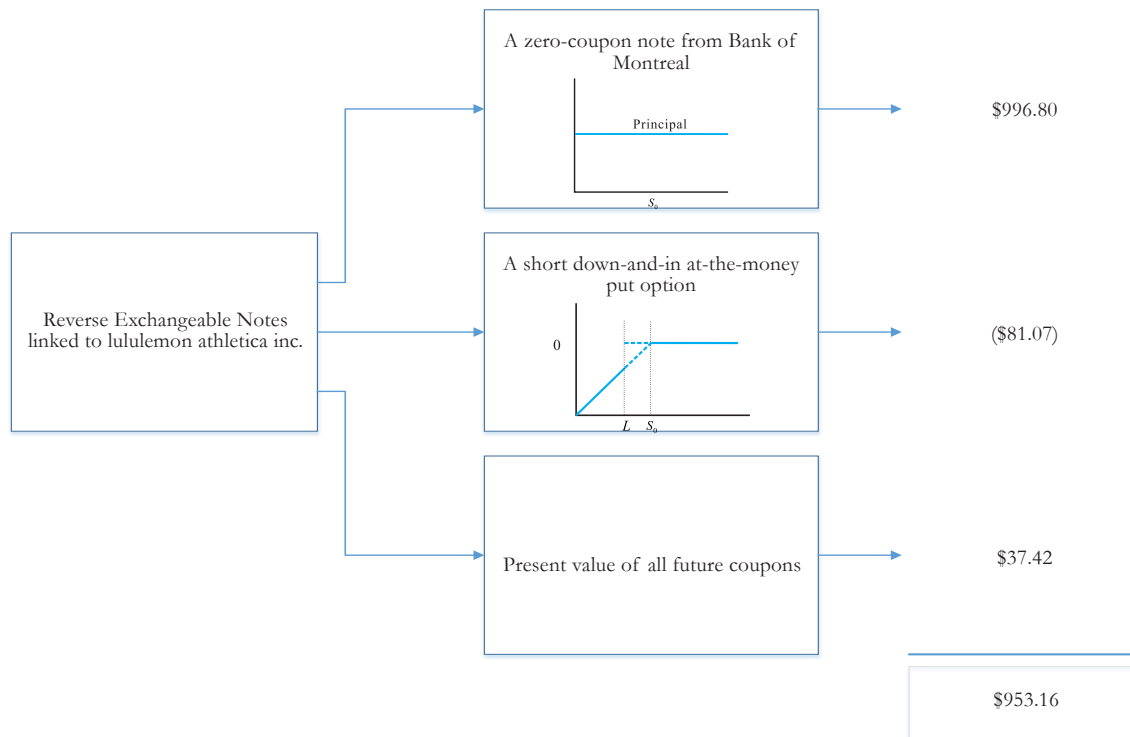 A zero-coupon note from Bank of
Montreal
Principal
S₀
$996.80
Reverse Exchangeable Notes
linked to lululemon athletica inc.
A short down-and-in at-the-money
put option
0
L S₀
($81.07)
Present value of all future coupons
$37.42
$953.16